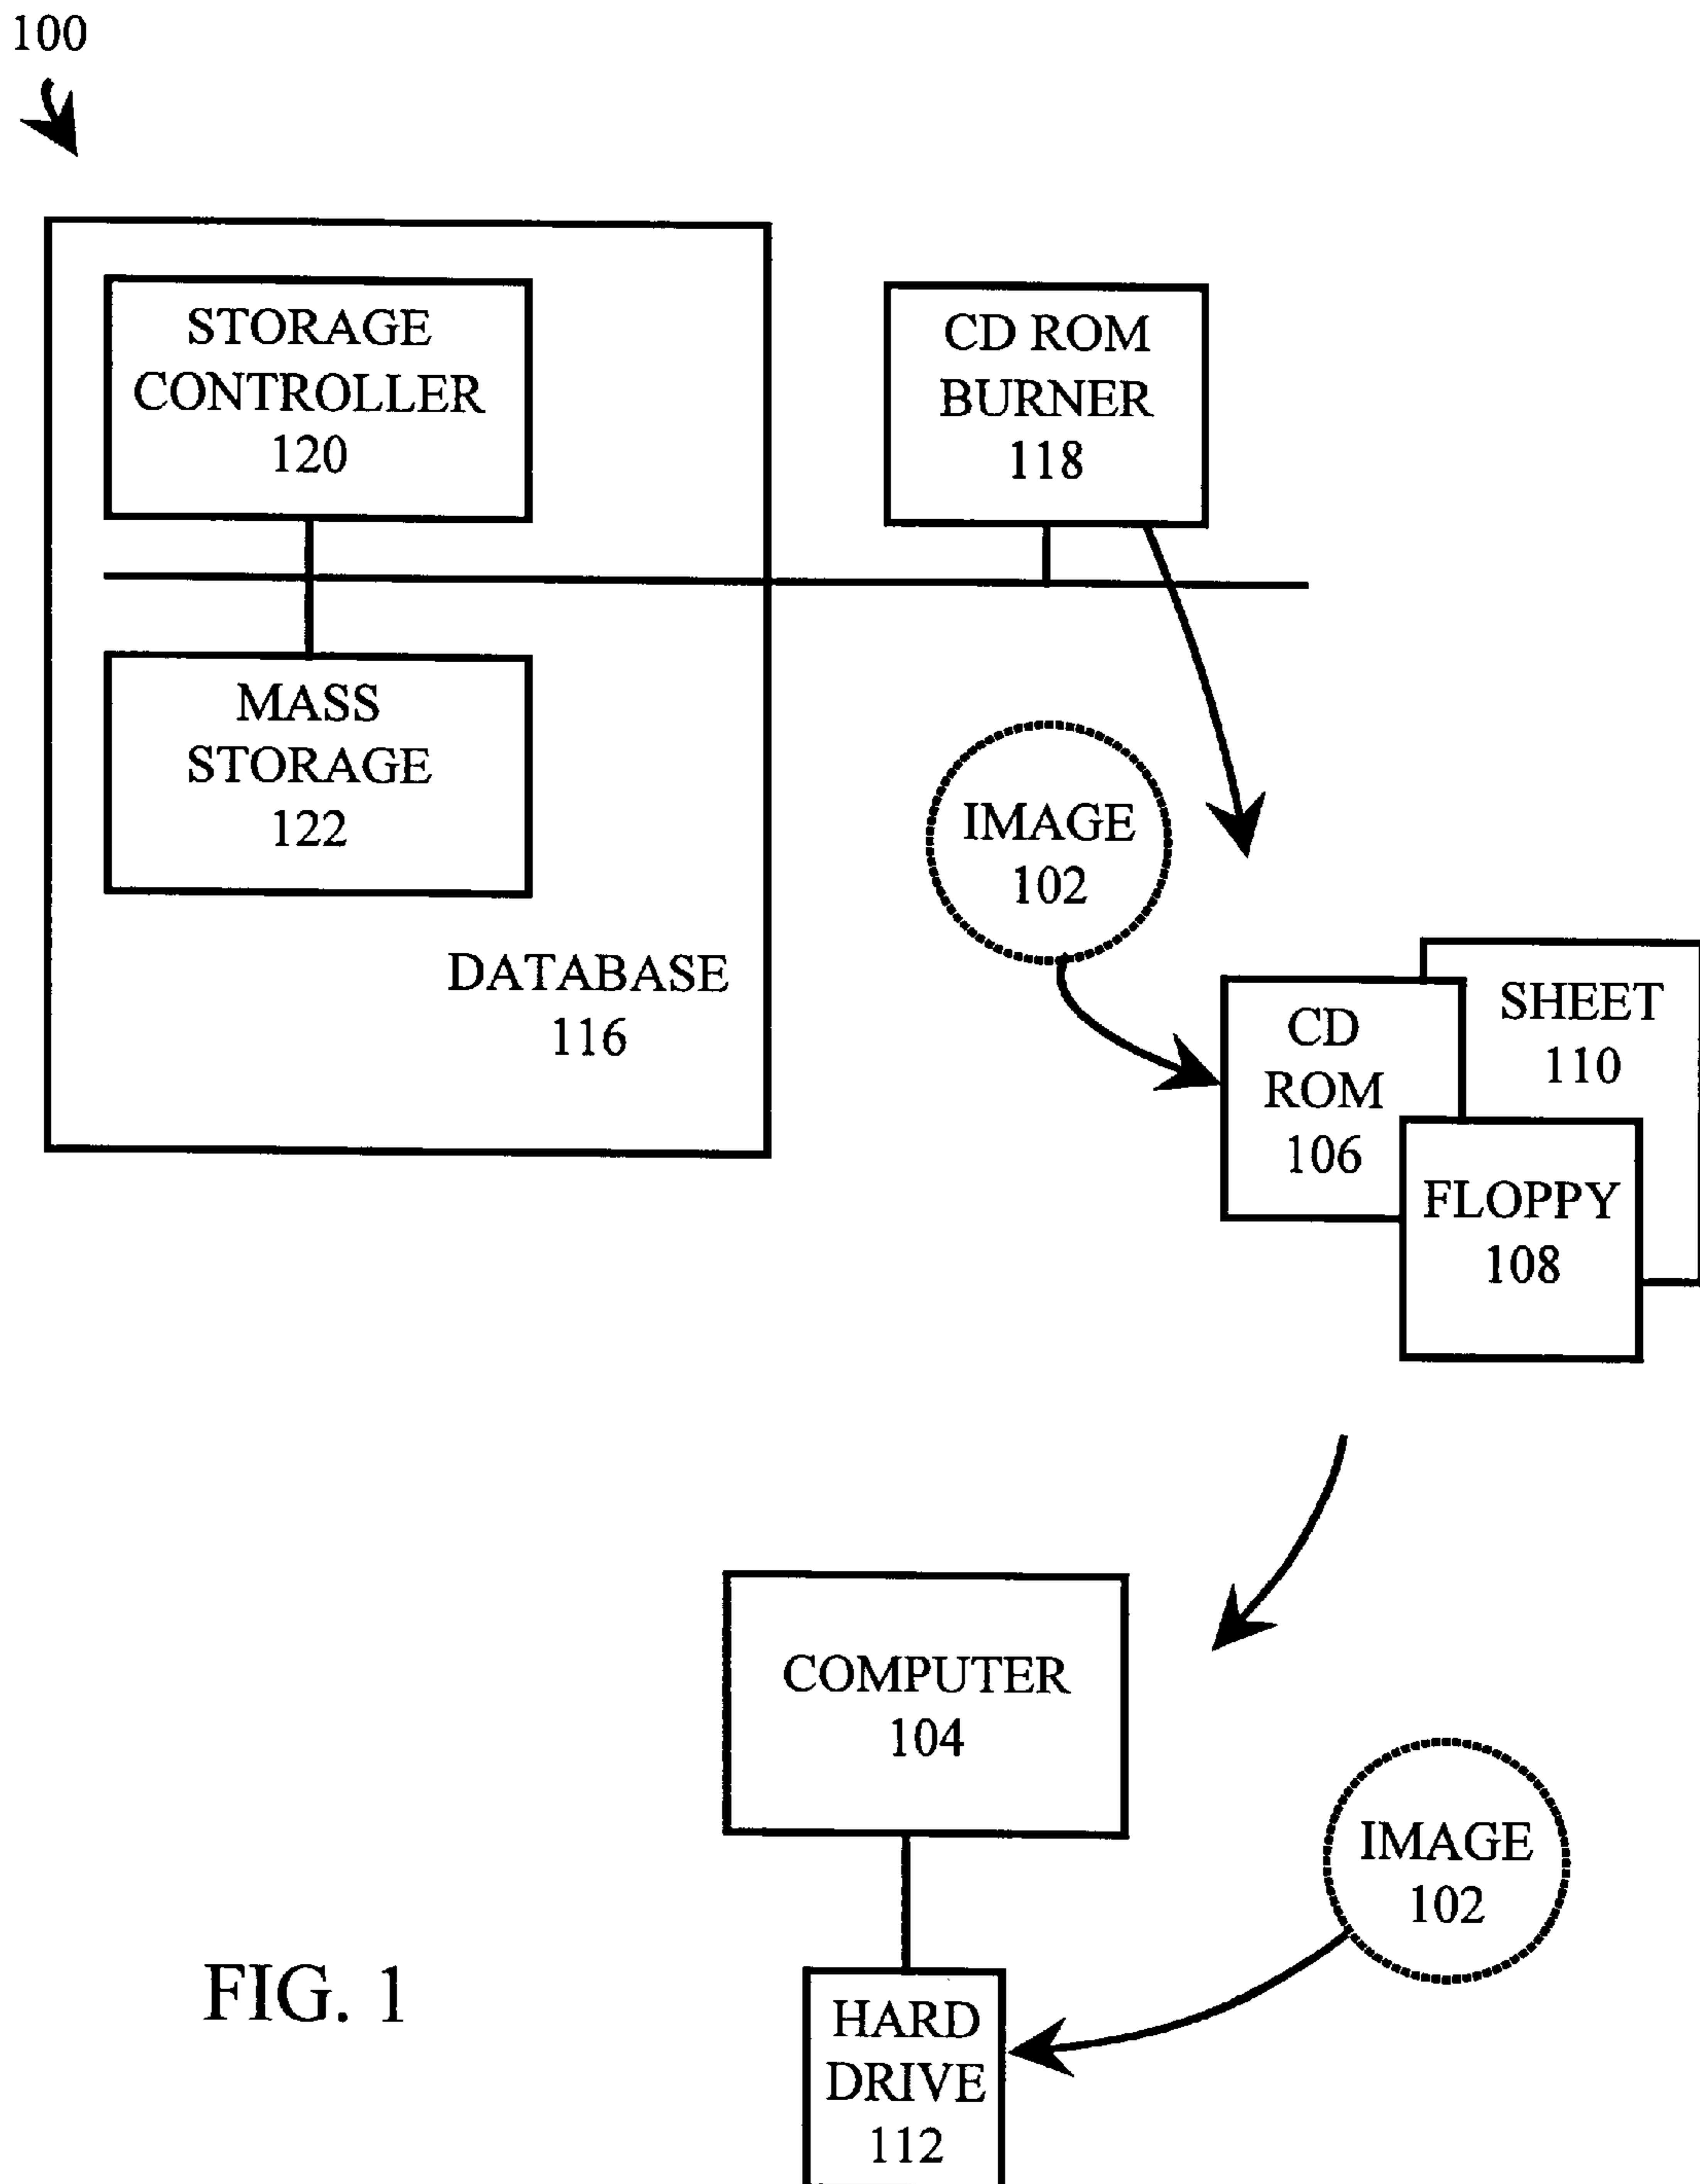 100
STORAGE
CONTROLLER
120
CD ROM
BURNER
118
MASS
STORAGE
122
IMAGE
102
DATABASE
116
SHEET
110
CD
ROM
106
FLOPPY
108
COMPUTER
104
IMAGE
102
HARD
DRIVE
112
FIG. 1